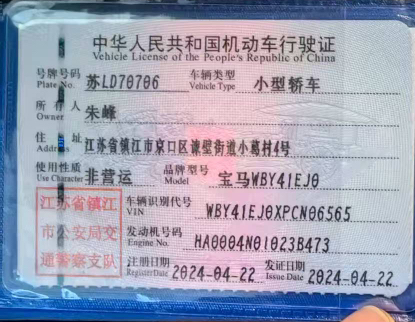 中华人民共和国机动车行驶证
Vehicle License of the People's Republic of China
号牌号码 苏LD70706 车辆类型 小型轿车
Plate No. Vehicle Type
所有人 朱峰
Owner
住址 江苏省镇江市京口区谏壁街道小葛村4号
Address
使用性质 非营运 品牌型号 宝马WBY41EJ0
Use Character Model
江苏省镇江
市公安局交
通警察支队
车辆识别代号 WBY41EJ0XPCN06565
VIN
发动机号码 HA0004N01023B473
Engine No.
注册日期 2024-04-22 发证日期 2024-04-22
Register Date Issue Date